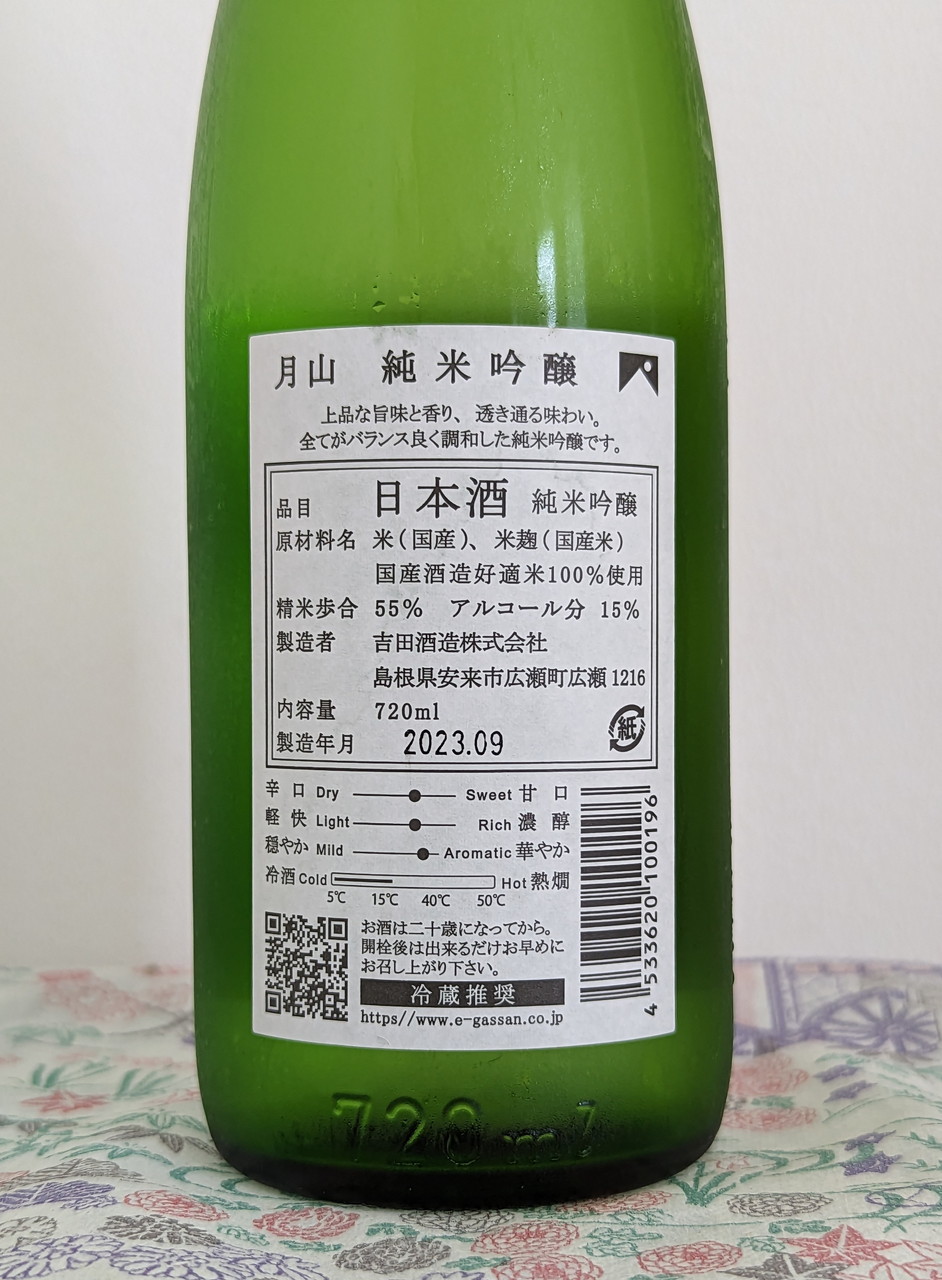 月山 純米吟醸
上品な旨味と香り、透き通る味わい。
全てがバランス良く調和した純米吟醸です。
品目 日本酒 純米吟醸
原材料名 米(国産)、米麹(国産米)
国産酒造好適米100%使用
精米歩合 55% アルコール分 15%
製造者 吉田酒造株式会社
島根県安来市広瀬町広瀬1216
内容量 720ml
製造年月 2023.09
紙
辛口 Dry Sweet 甘口
軽快 Light Rich 濃醇
穏やか Mild Aromatic 華やか
冷酒 Cold Hot 熱燗
5℃ 15℃ 40℃ 50℃
お酒は二十歳になってから。
開栓後は出来るだけお早めに
お召し上がり下さい。
冷蔵推奨
https//www.e-gassan.co.jp
4 533620 100196
720ml